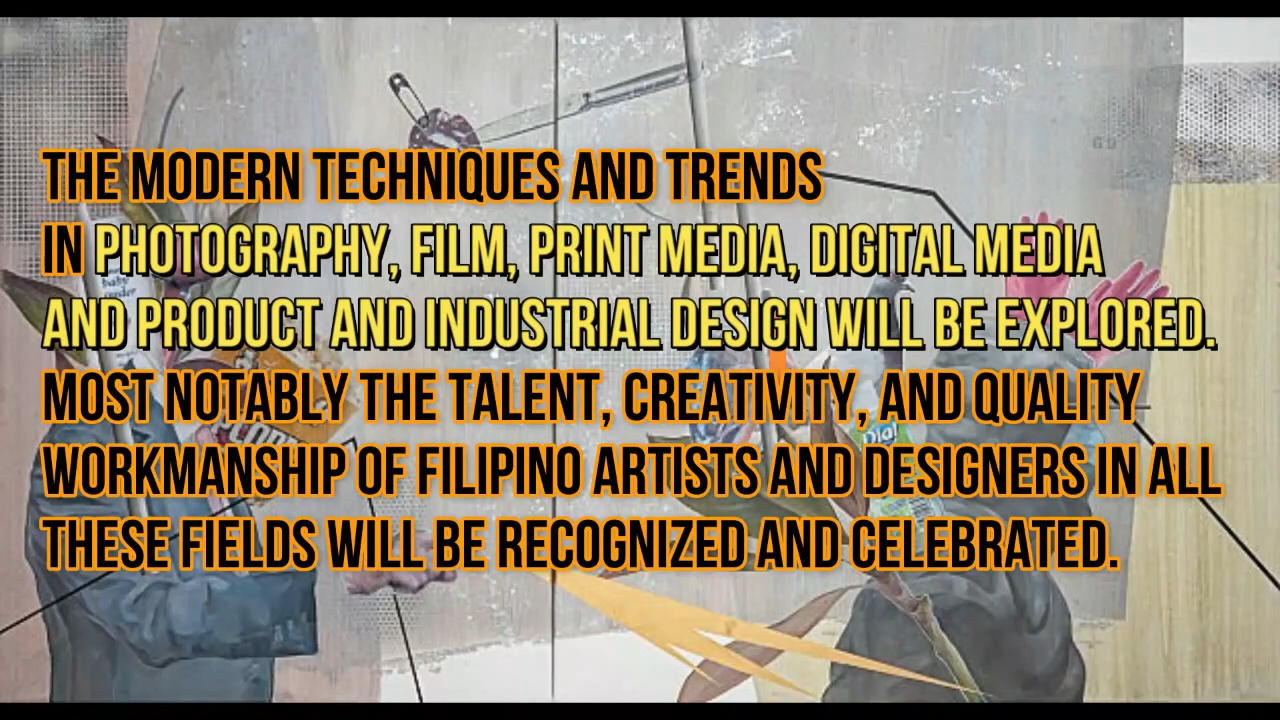 THE MODERN TECHNIQUES AND TRENDS
IN PHOTOGRAPHY, FILM, PRINT MEDIA, DIGITAL MEDIA
AND PRODUCT AND INDUSTRIAL DESIGN WILL BE EXPLORED.
MOST NOTABLY THE TALENT, CREATIVITY, AND QUALITY
WORKMANSHIP OF FILIPINO ARTISTS AND DESIGNERS IN ALL
THESE FIELDS WILL BE RECOGNIZED AND CELEBRATED.
baby
Dial